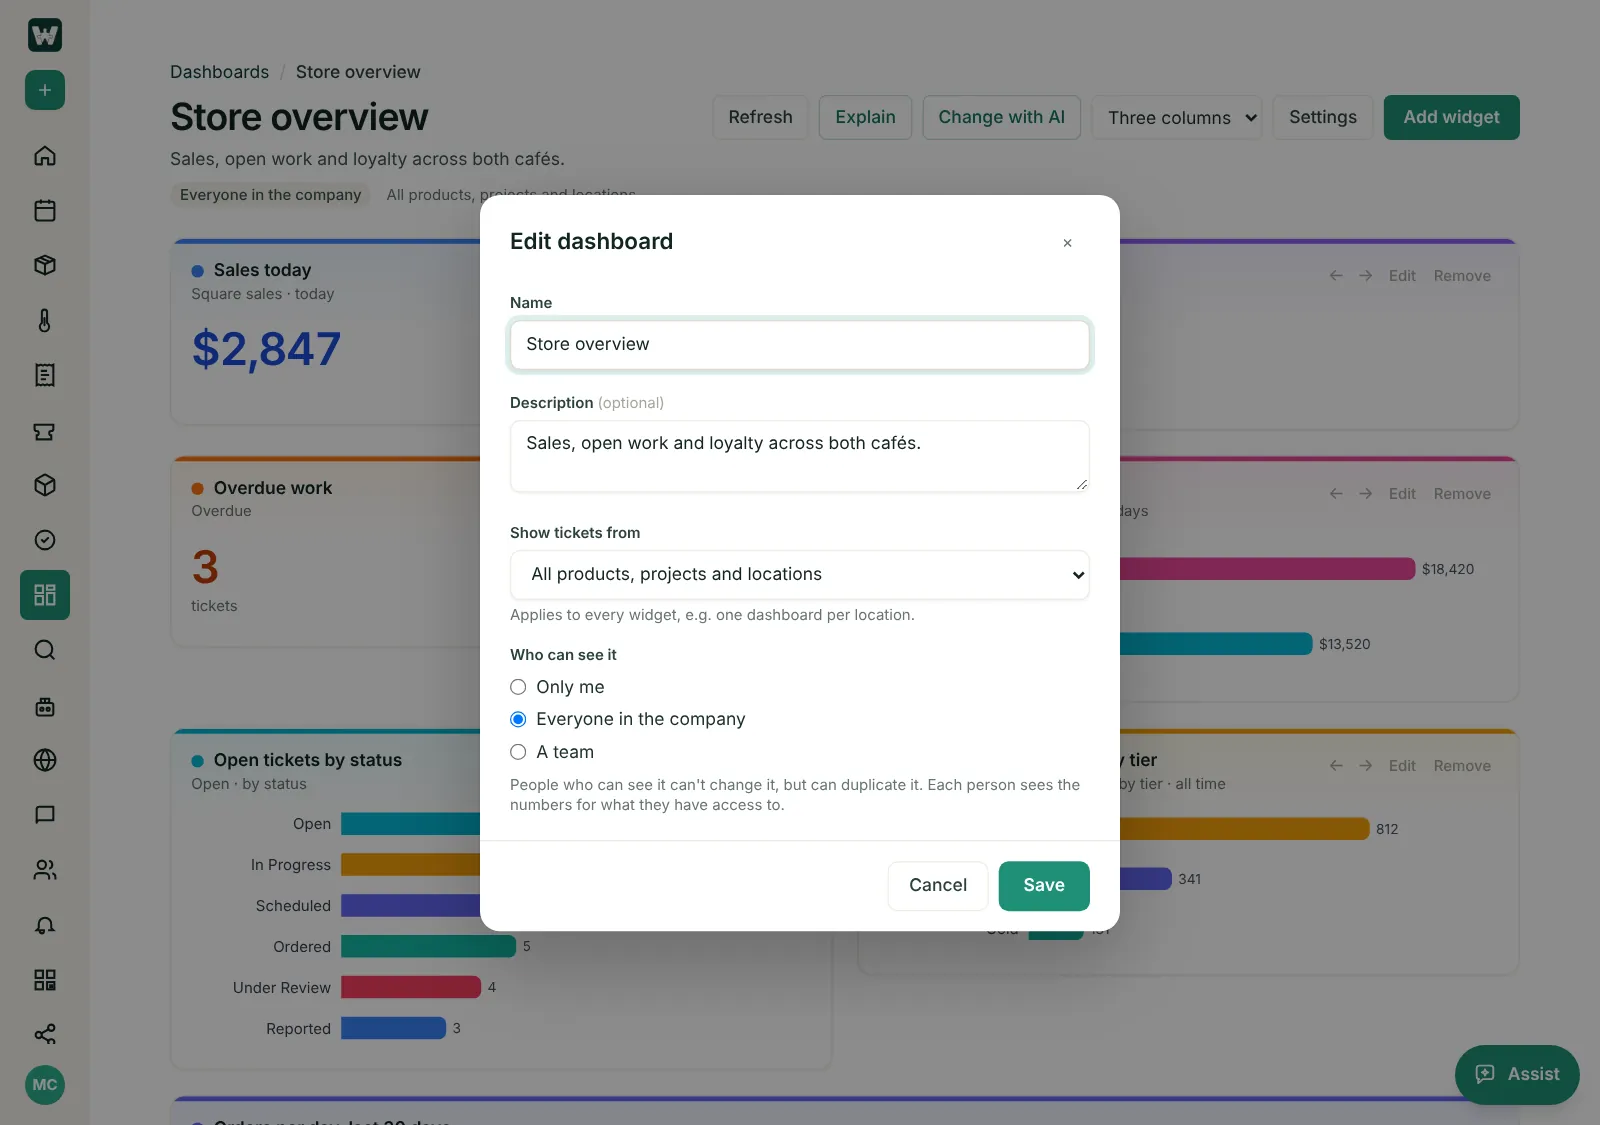 W
+
Dashboards / Store overview
Store overview
Refresh
Explain
Change with AI
Three columns
Settings
Add widget
Sales, open work and loyalty across both cafés.
Everyone in the company
All products, projects and locations
Sales today
Square sales · today
$2,847
← → Edit Remove
Overdue work
Overdue
3
tickets
← → Edit Remove
days
$18,420
$13,520
Open tickets by status
Open · by status
Open
In Progress
Scheduled
Ordered 5
Under Review 4
Reported 3
tier
by tier · all time
← → Edit Remove
812
341
Edit dashboard
×
Name
Store overview
Description (optional)
Sales, open work and loyalty across both cafés.
Show tickets from
All products, projects and locations
Applies to every widget, e.g. one dashboard per location.
Who can see it
Only me
Everyone in the company
A team
People who can see it can't change it, but can duplicate it. Each person sees the
numbers for what they have access to.
Cancel
Save
MC
Assist